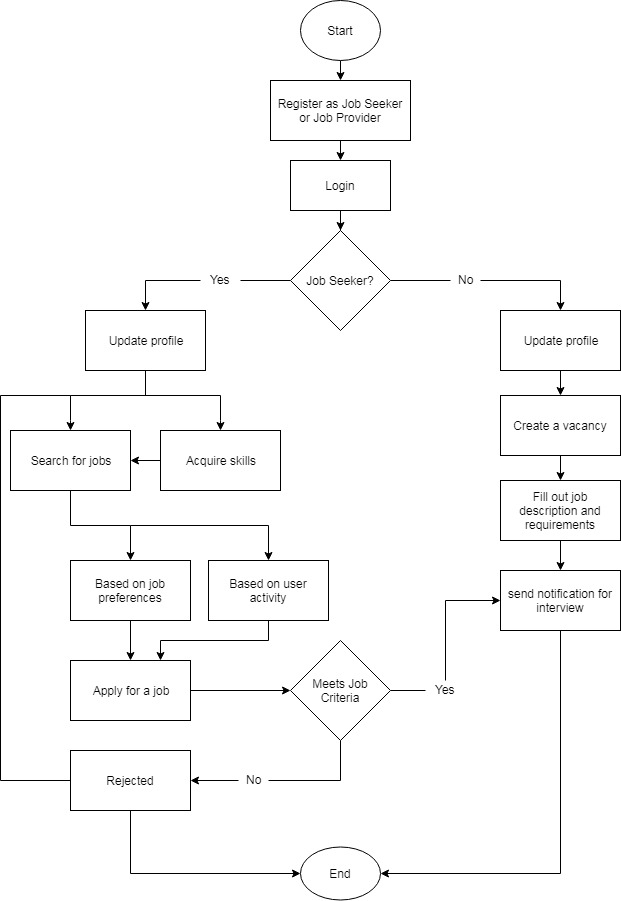 Start
Register as Job Seeker
or Job Provider
Login
Job Seeker?
Yes
No
Update profile
Update profile
Create a vacancy
Search for jobs
Acquire skills
Fill out job
description and
requirements
Based on job
preferences
Based on user
activity
send notification for
interview
Apply for a job
Meets Job
Criteria
Yes
Rejected
No
End